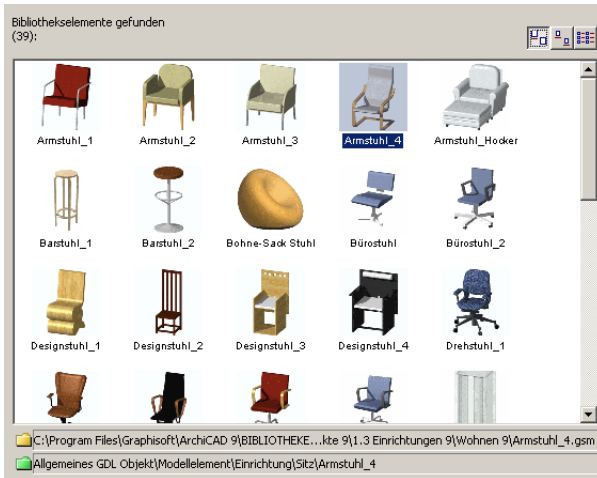 Bibliothekselemente gefunden
(39):
Armstuhl_1 Armstuhl_2 Armstuhl_3 Armstuhl_4 Armstuhl_Hocker
Barstuhl_1 Barstuhl_2 Bohne-Sack Stuhl Bürostuhl Bürostuhl_2
Designstuhl_1 Designstuhl_2 Designstuhl_3 Designstuhl_4 Drehstuhl_1
C:\Program Files\Graphisoft\ArchiCAD 9\BIBLIOTHEKE...kte 9\1.3 Einrichtungen 9\Wohnen 9\Armstuhl_4.gsm
Allgemeines GDL Objekt\Modellelement\Einrichtung\Sitz\Armstuhl_4